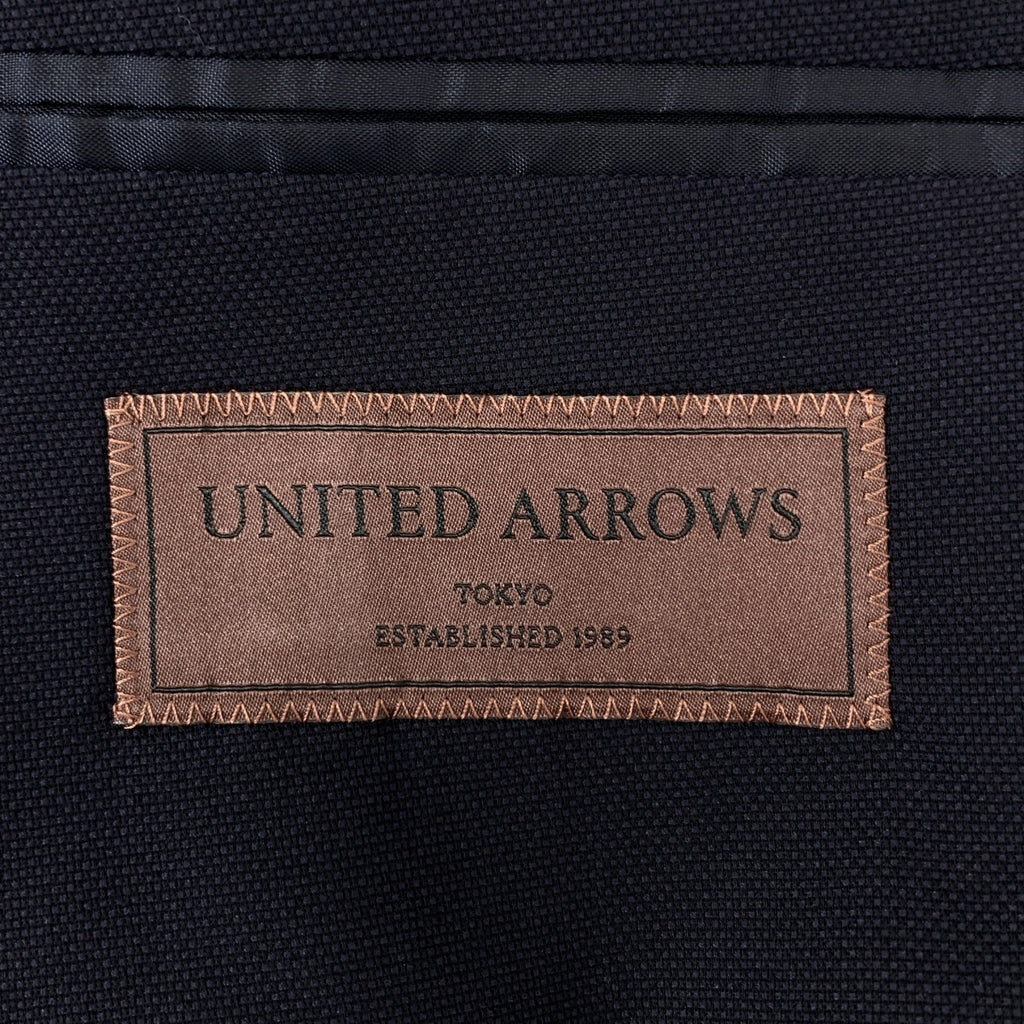 UNITED ARROWS
TOKYO
ESTABLISHED 1989